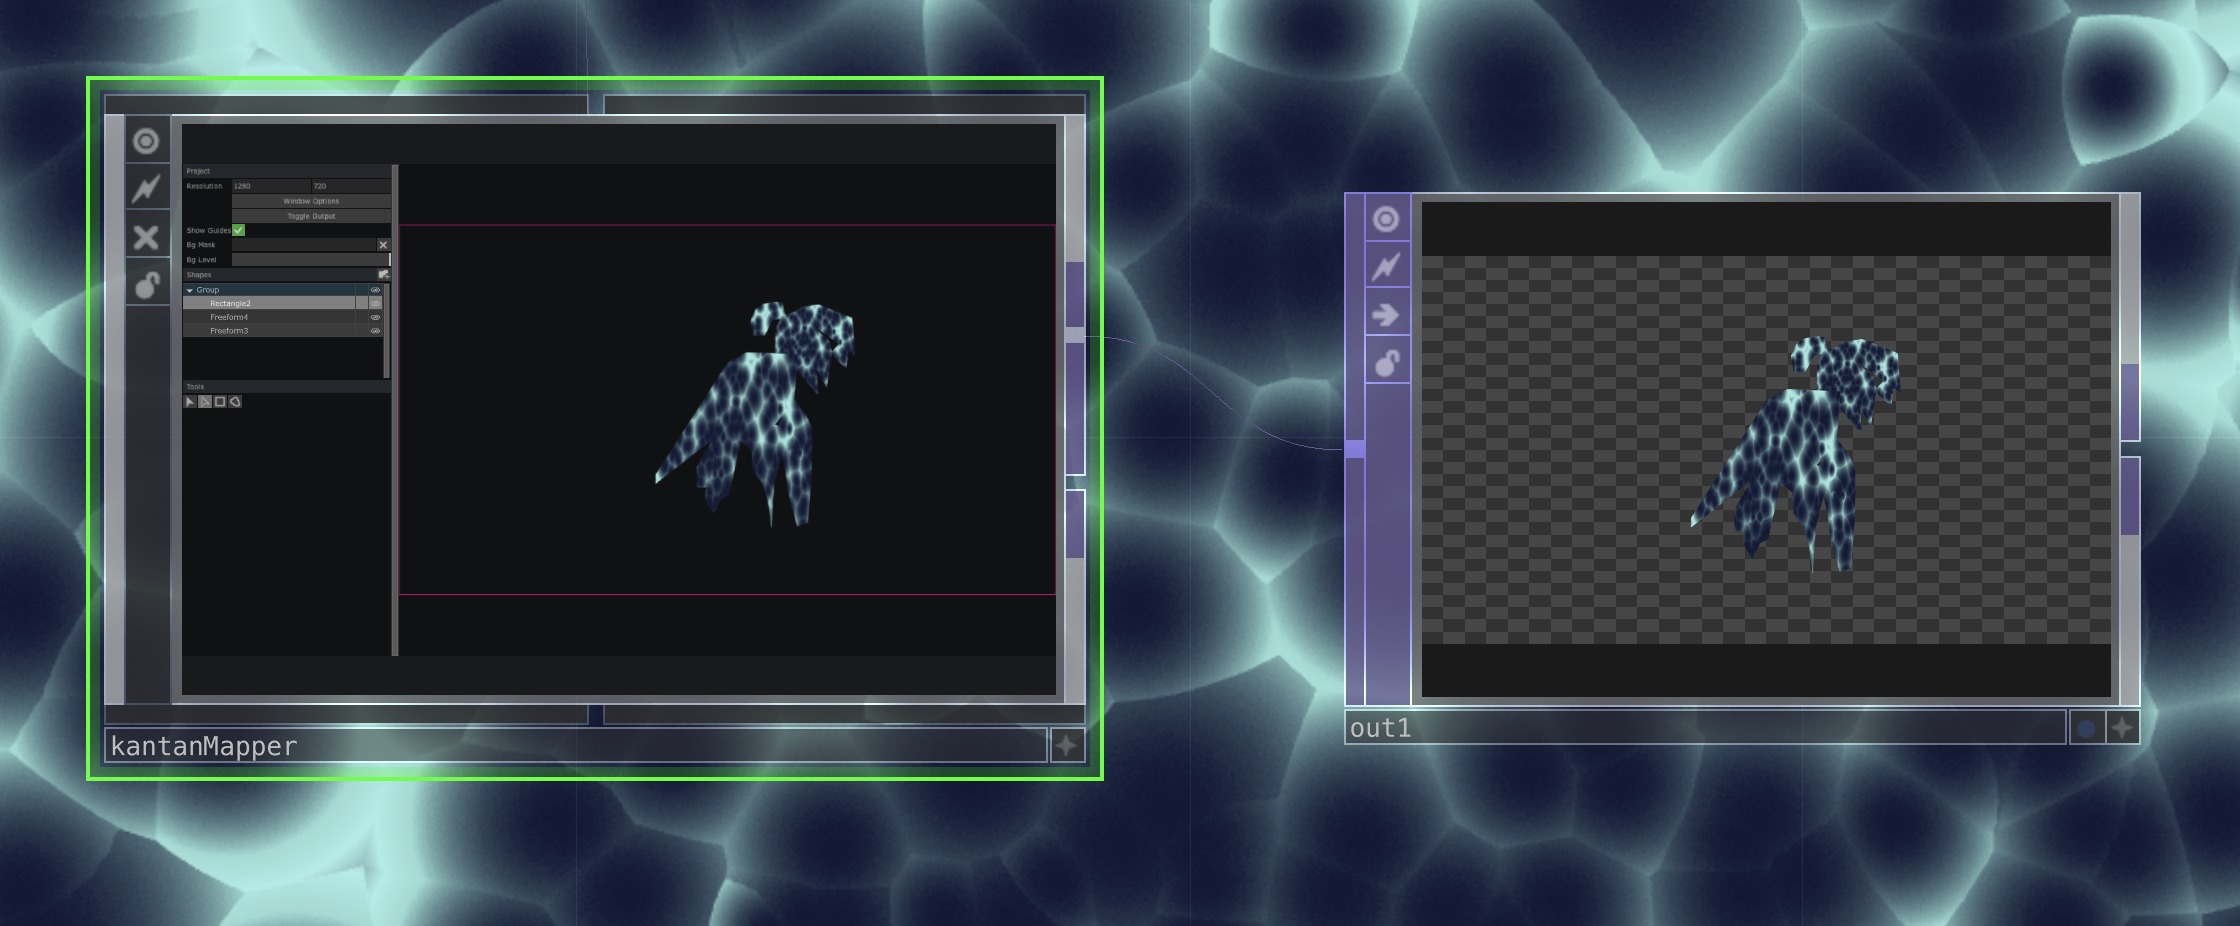 Project
Resolution 1280 720
Window Options
Toggle Output
Show Guides
Bg Mask
Bg Level
Shapes
Group
Rectangle2
Freeform4
Freeform3
Tools
kantanMapper
out1